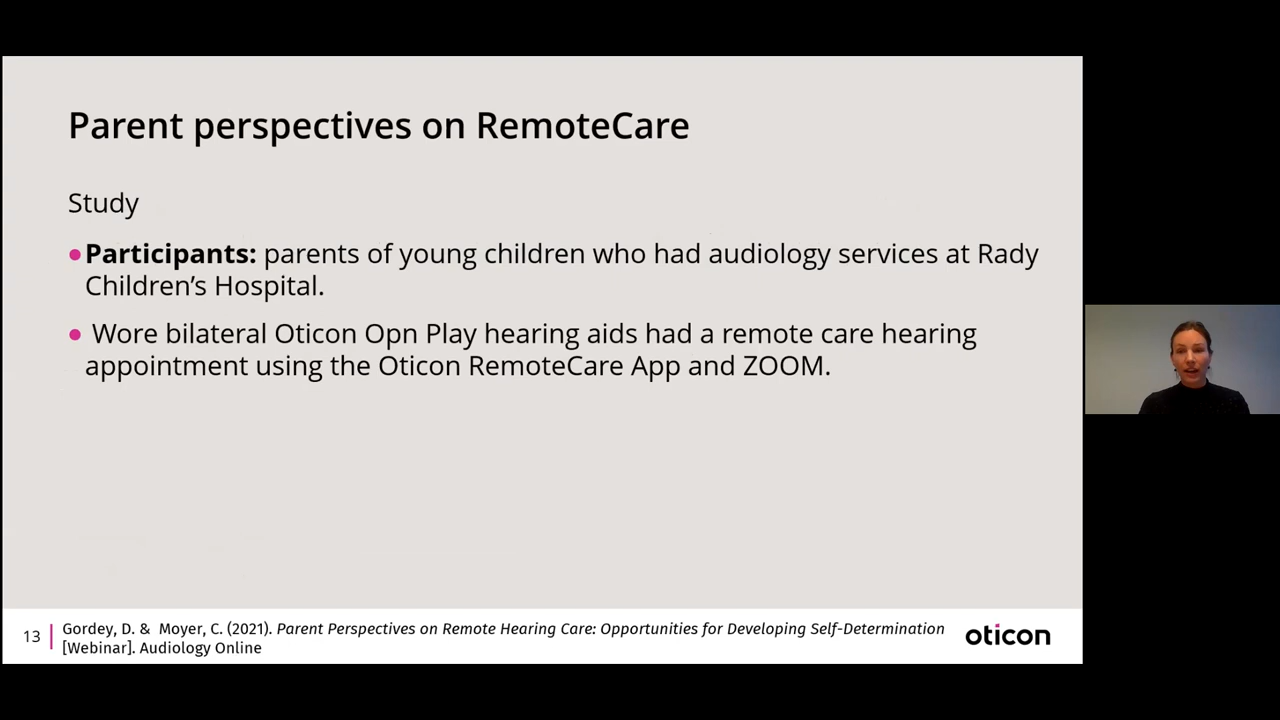 Parent perspectives on RemoteCare
Study
•Participants: parents of young children who had audiology services at Rady
Children’s Hospital.
• Wore bilateral Oticon Opn Play hearing aids had a remote care hearing
appointment using the Oticon RemoteCare App and ZOOM.
13
Gordey, D. & Moyer, C. (2021). Parent Perspectives on Remote Hearing Care: Opportunities for Developing Self-Determination
[Webinar]. Audiology Online
oticon